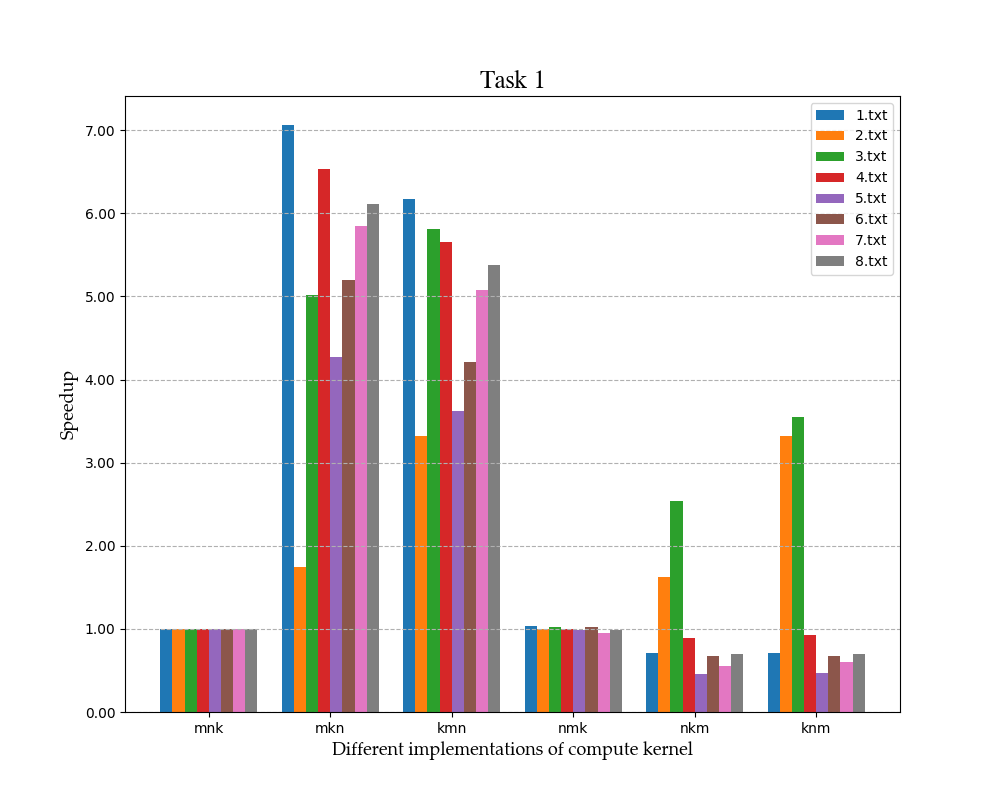 Task 1
7.00
6.00
5.00
4.00
3.00
2.00
1.00
0.00
Speedup
1.txt
2.txt
3.txt
4.txt
5.txt
6.txt
7.txt
8.txt
mnk mkn kmn nmk nkm knm
Different implementations of compute kernel